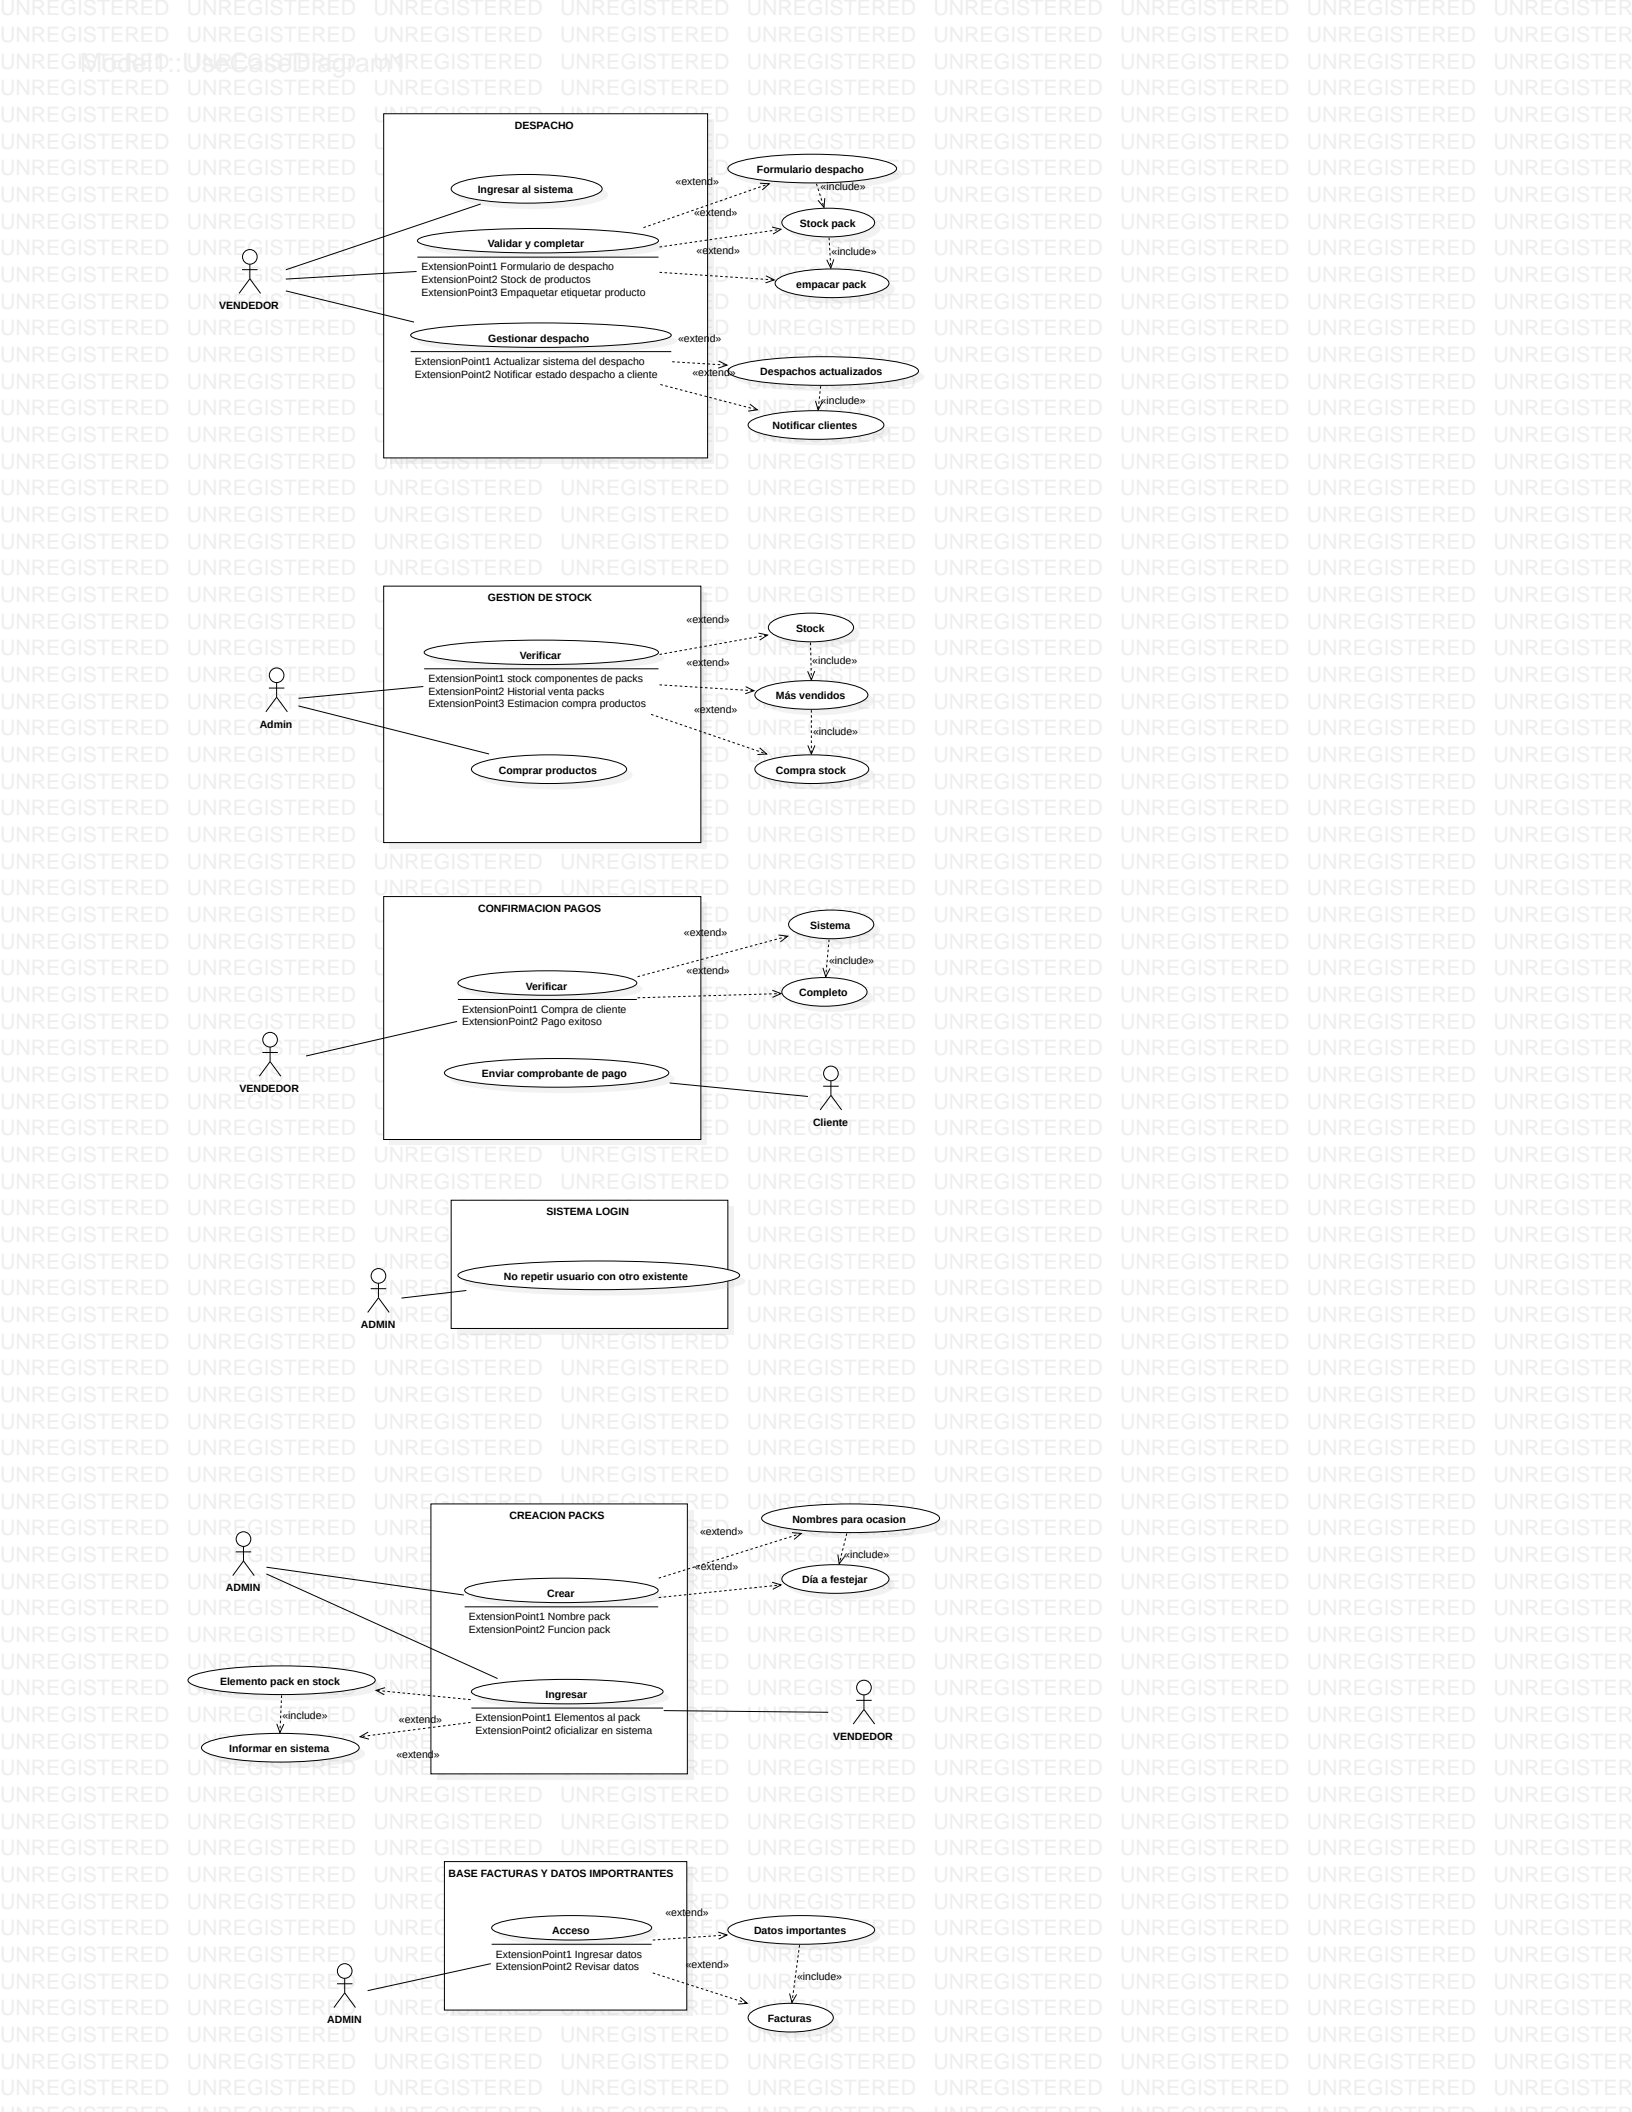 Model1::UseCaseDiagram1
DESPACHO
Ingresar al sistema
Validar y completar
ExtensionPoint1 Formulario de despacho
ExtensionPoint2 Stock de productos
ExtensionPoint3 Empaquetar etiquetar producto
Gestionar despacho
ExtensionPoint1 Actualizar sistema del despacho
ExtensionPoint2 Notificar estado despacho a cliente
VENDEDOR
«extend»
«extend»
«extend»
«extend»
«extend»
Formulario despacho
«include»
Stock pack
«include»
empacar pack
Despachos actualizados
«include»
Notificar clientes
GESTION DE STOCK
Verificar
ExtensionPoint1 stock componentes de packs
ExtensionPoint2 Historial venta packs
ExtensionPoint3 Estimacion compra productos
Comprar productos
Admin
«extend»
«extend»
«extend»
Stock
«include»
Más vendidos
«include»
Compra stock
CONFIRMACION PAGOS
Verificar
ExtensionPoint1 Compra de cliente
ExtensionPoint2 Pago exitoso
Enviar comprobante de pago
VENDEDOR
«extend»
«extend»
Sistema
«include»
Completo
Cliente
SISTEMA LOGIN
No repetir usuario con otro existente
ADMIN
CREACION PACKS
Crear
ExtensionPoint1 Nombre pack
ExtensionPoint2 Funcion pack
ADMIN
«extend»
«extend»
Nombres para ocasion
«include»
Día a festejar
Elemento pack en stock
«include»
Informar en sistema
«extend»
«extend»
Ingresar
ExtensionPoint1 Elementos al pack
ExtensionPoint2 oficializar en sistema
VENDEDOR
BASE FACTURAS Y DATOS IMPORTRANTES
Acceso
ExtensionPoint1 Ingresar datos
ExtensionPoint2 Revisar datos
ADMIN
«extend»
«extend»
Datos importantes
«include»
Facturas
UNREGISTERED